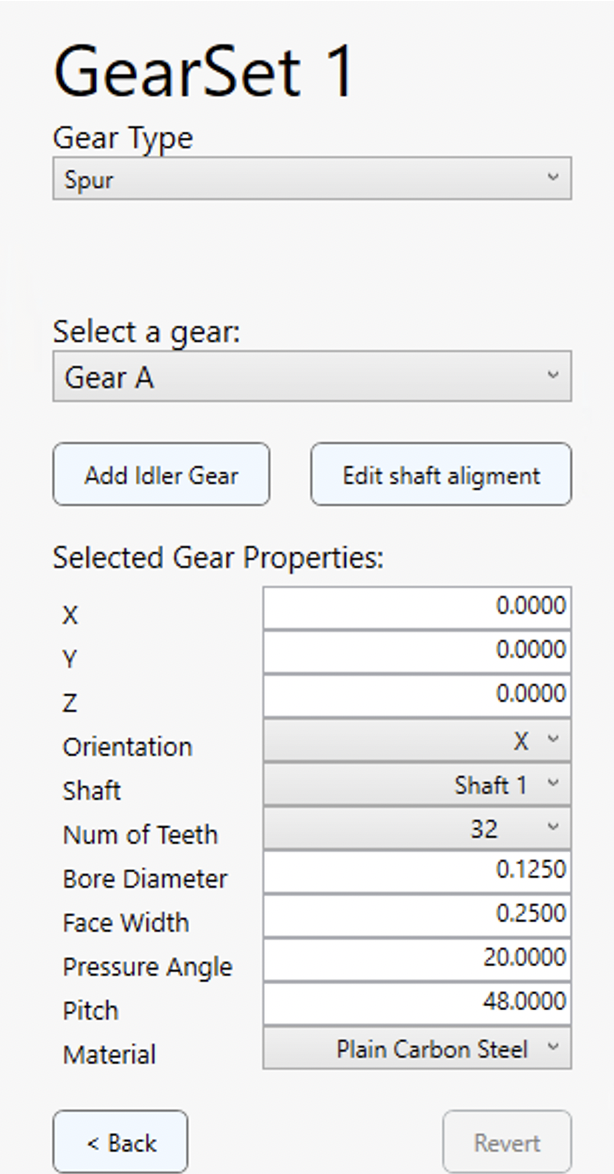 GearSet 1
Gear Type
Spur
Select a gear:
Gear A
Add Idler Gear Edit shaft aligment
Selected Gear Properties:
X 0.0000
Y 0.0000
Z 0.0000
Orientation X
Shaft Shaft 1
Num of Teeth 32
Bore Diameter 0.1250
Face Width 0.2500
Pressure Angle 20.0000
Pitch 48.0000
Material Plain Carbon Steel
< Back Revert